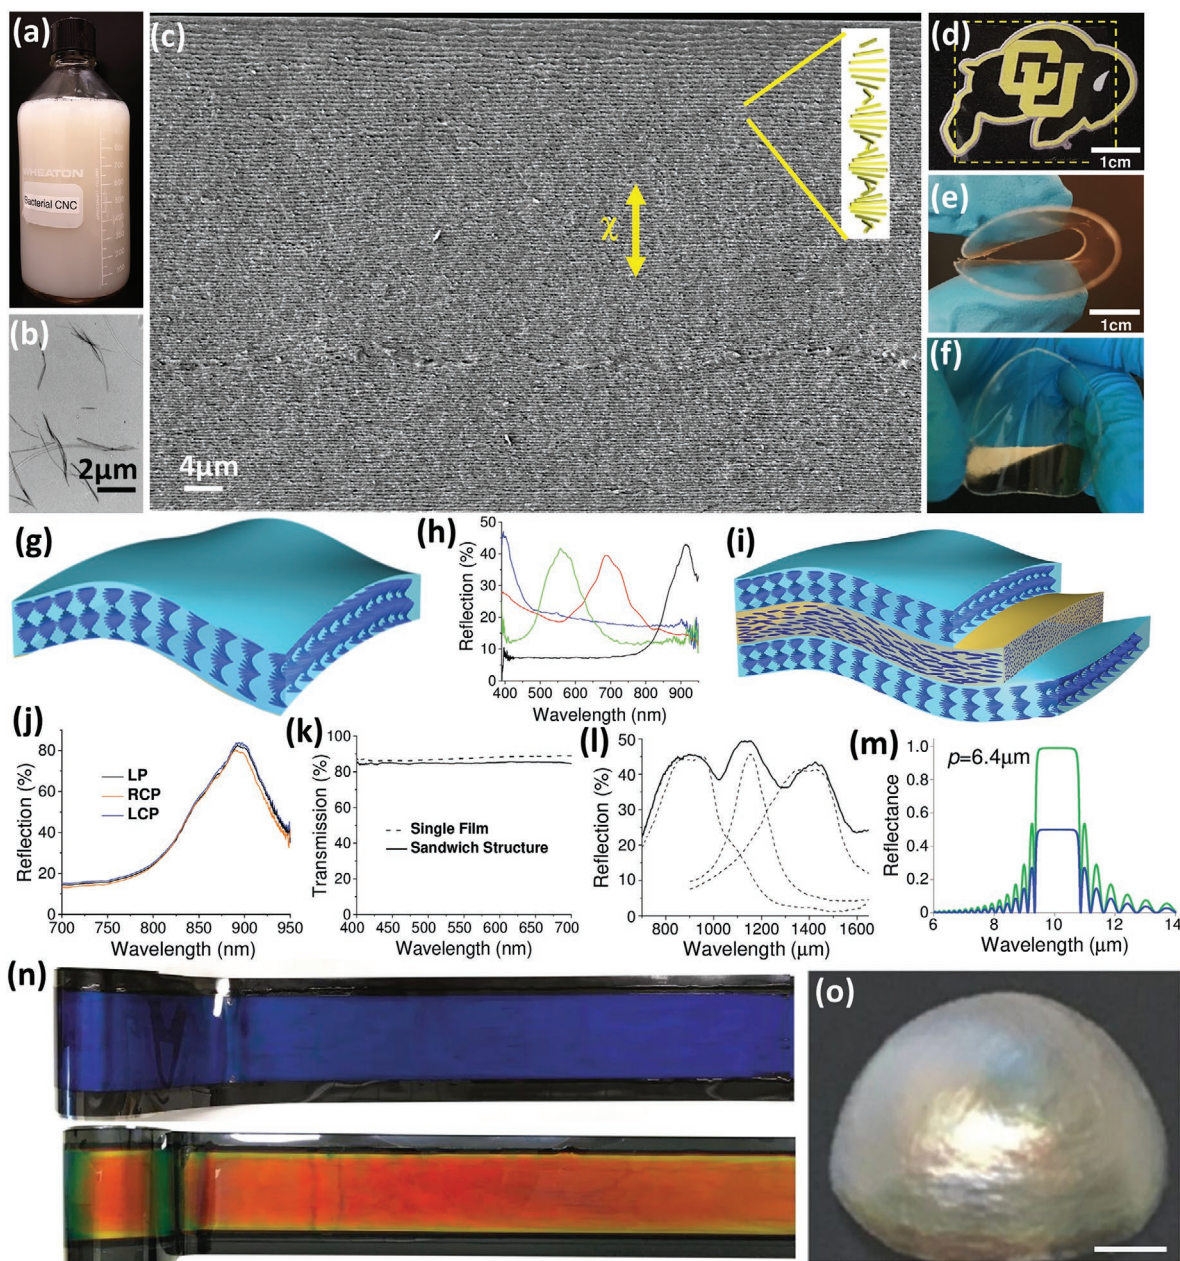 (a)
WHEATON
Bacterial CNC
(b)
2μm
(c)
χ
4μm
(d)
CU
1cm
(e)
1cm
(f)
(g)
(h)
Reflection (%)
50
40
30
20
10
0
400 500 600 700 800 900
Wavelength (nm)
(i)
(j)
Reflection (%)
80
60
40
20
0
LP
RCP
LCP
700 750 800 850 900 950
Wavelength (nm)
(k)
Transmission (%)
100
80
60
40
20
0
Single Film
Sandwich Structure
400 450 500 550 600 650 700
Wavelength (nm)
(l)
Reflection (%)
50
40
30
20
10
0
800 1000 1200 1400 1600
Wavelength (μm)
(m)
p=6.4μm
Reflectance
1.0
0.8
0.6
0.4
0.2
0
6 8 10 12 14
Wavelength (μm)
(n)
(o)